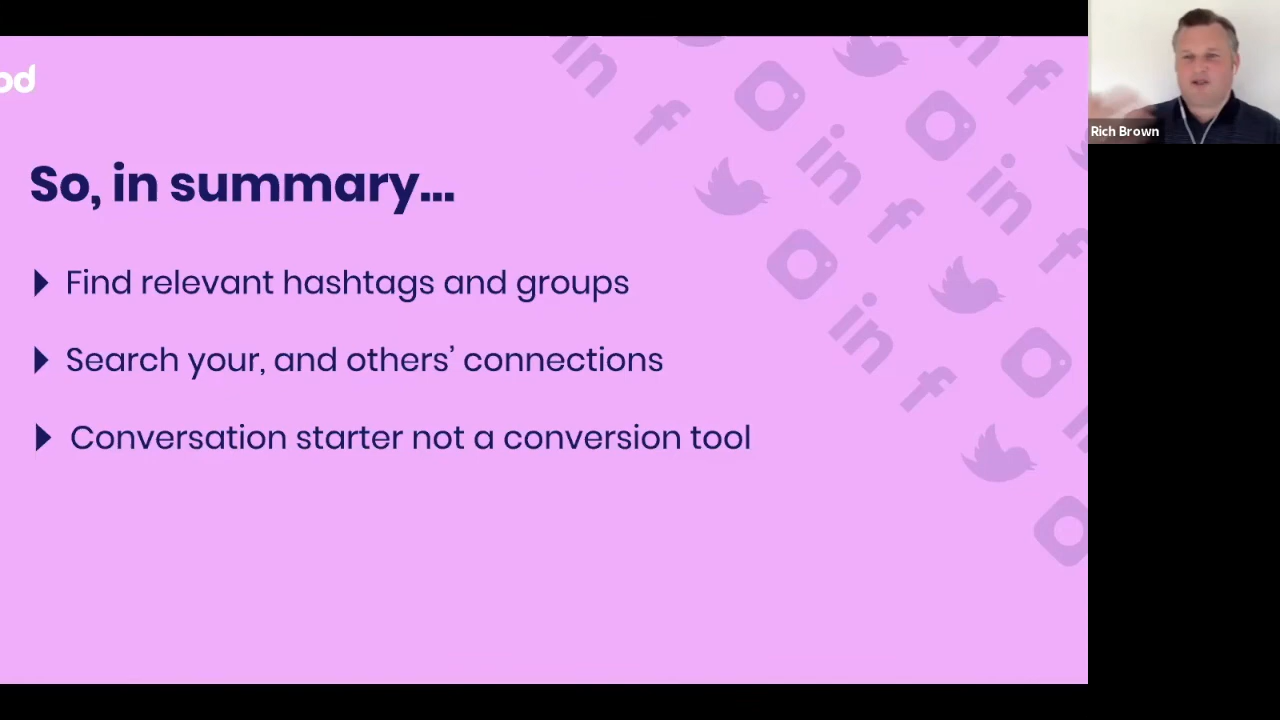 od
So, in summary...
Find relevant hashtags and groups
Search your, and others’ connections
Conversation starter not a conversion tool
Rich Brown